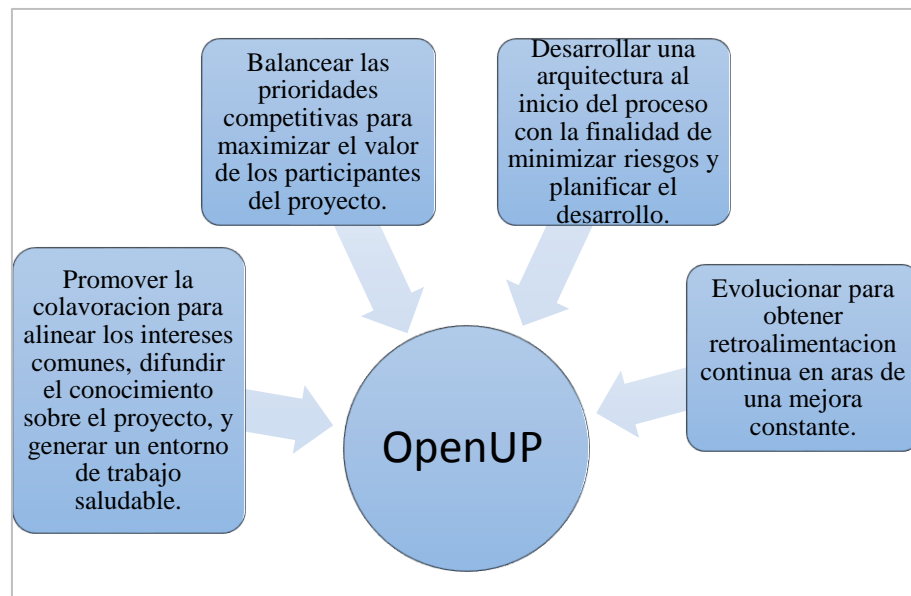 Balancear las
prioridades
competitivas para
maximizar el valor
de los participantes
del proyecto.
Desarrollar una
arquitectura al
inicio del proceso
con la finalidad de
minimizar riesgos y
planificar el
desarrollo.
Promover la
colavoracion para
alinear los intereses
comunes, difundir
el conocimiento
sobre el proyecto, y
generar un entorno
de trabajo
saludable.
Evolucionar para
obtener
retroalimentacion
continua en aras de
una mejora
constante.
OpenUP